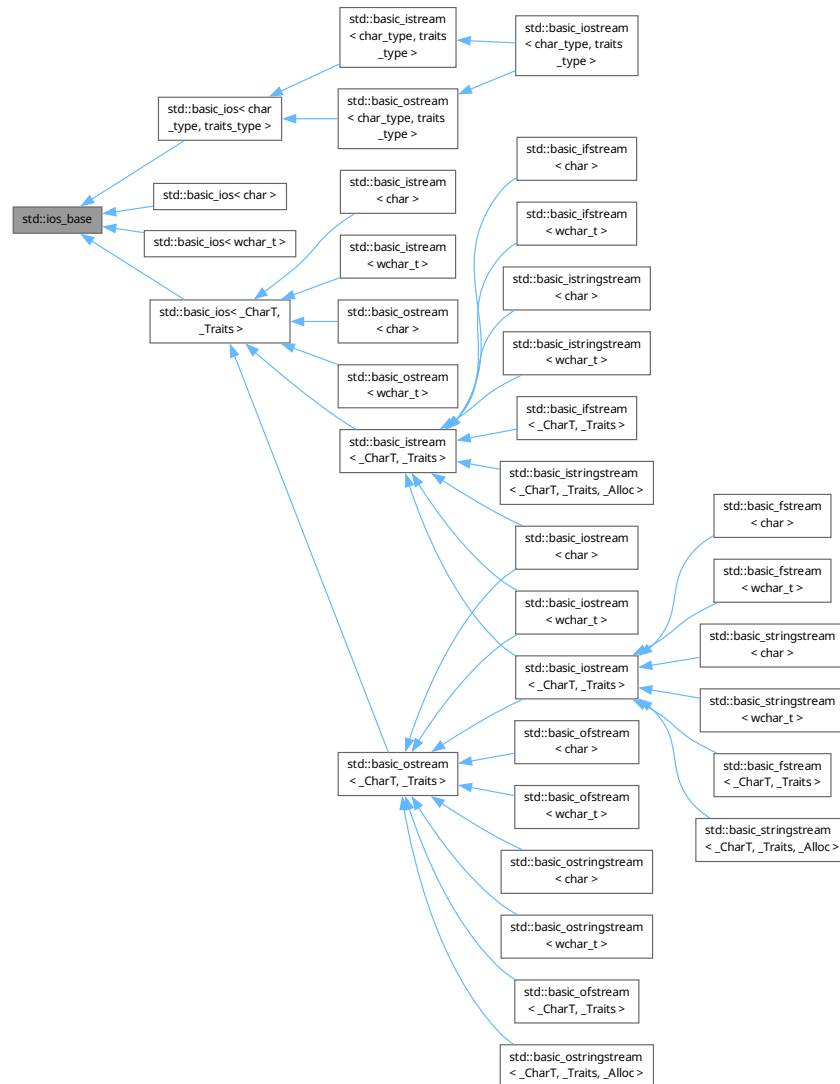 std::ios_base
std::basic_ios< char
_type, traits_type >
std::basic_ios< char >
std::basic_ios< wchar_t >
std::basic_ios< _CharT,
_Traits >
std::basic_istream
< char_type, traits
_type >
std::basic_ostream
< char_type, traits
_type >
std::basic_istream
< char >
std::basic_istream
< wchar_t >
std::basic_ostream
< char >
std::basic_ostream
< wchar_t >
std::basic_istream
< _CharT, _Traits >
std::basic_ostream
< _CharT, _Traits >
std::basic_iostream
< char_type, traits
_type >
std::basic_ifstream
< char >
std::basic_ifstream
< wchar_t >
std::basic_istringstream
< char >
std::basic_istringstream
< wchar_t >
std::basic_ifstream
< _CharT, _Traits >
std::basic_istringstream
< _CharT, _Traits, _Alloc >
std::basic_iostream
< char >
std::basic_iostream
< wchar_t >
std::basic_iostream
< _CharT, _Traits >
std::basic_ofstream
< char >
std::basic_ofstream
< wchar_t >
std::basic_ostringstream
< char >
std::basic_ostringstream
< wchar_t >
std::basic_ofstream
< _CharT, _Traits >
std::basic_ostringstream
< _CharT, _Traits, _Alloc >
std::basic_fstream
< char >
std::basic_fstream
< wchar_t >
std::basic_stringstream
< char >
std::basic_stringstream
< wchar_t >
std::basic_fstream
< _CharT, _Traits >
std::basic_stringstream
< _CharT, _Traits, _Alloc >